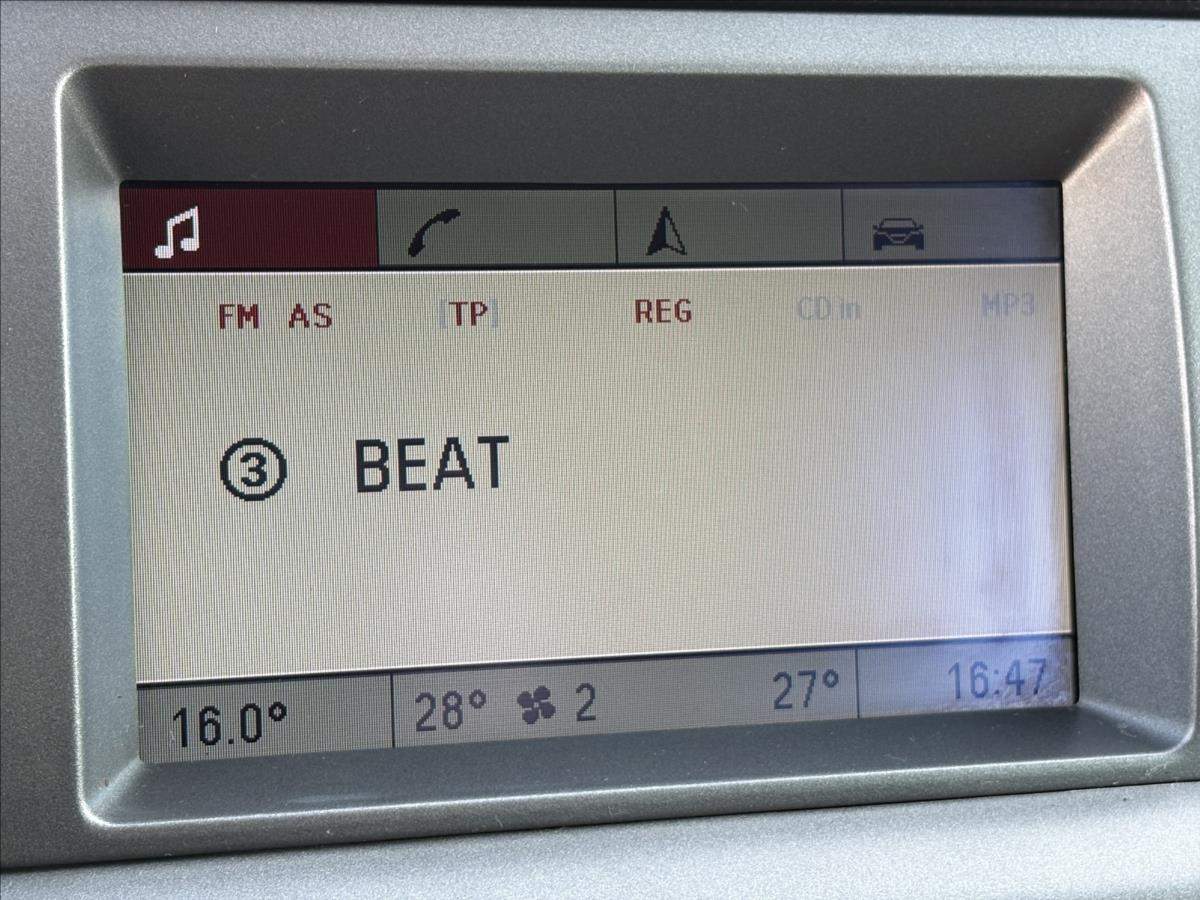 FM AS [TP] REG CD in MP3
3 BEAT
16.0° 28° 2 27° 16:47